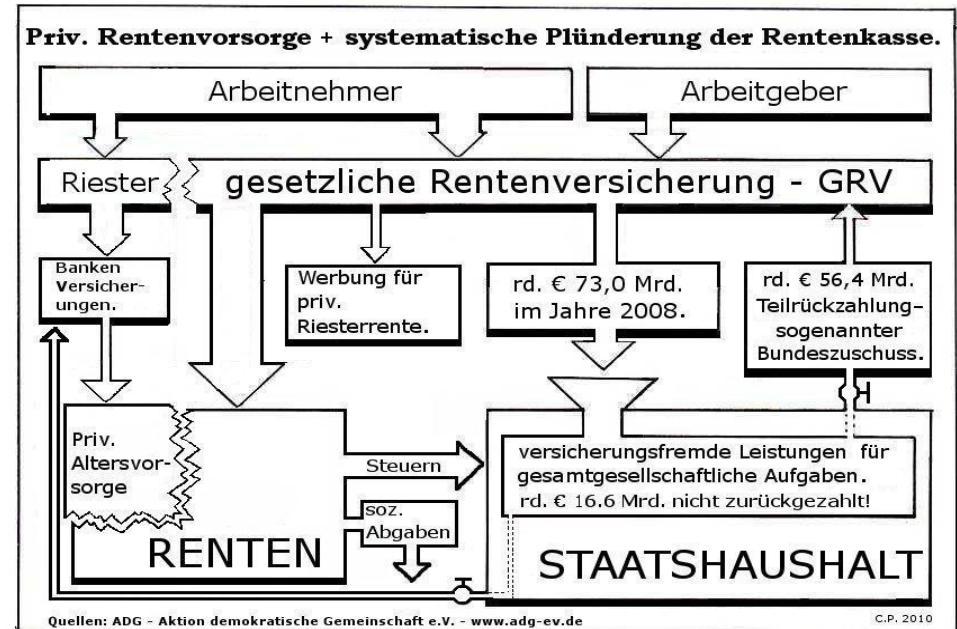 Priv. Rentenvorsorge + systematische Plünderung der Rentenkasse.
Arbeitnehmer
Arbeitgeber
Riester
gesetzliche Rentenversicherung - GRV
Banken
Versicher-
ungen.
Werbung für
priv.
Riesterrente.
rd. € 73,0 Mrd.
im Jahre 2008.
rd. € 56,4 Mrd.
Teilrückzahlung-
sogenannter
Bundeszuschuss.
Priv.
Altersvor-
sorge
RENTEN
Steuern
soz.
Abgaben
versicherungsfremde Leistungen für
gesamtgesellschaftliche Aufgaben.
rd. € 16.6 Mrd. nicht zurückgezahlt!
STAATSHAUSHALT
Quellen: ADG - Aktion demokratische Gemeinschaft e.V. - www.adg-ev.de
C.P. 2010